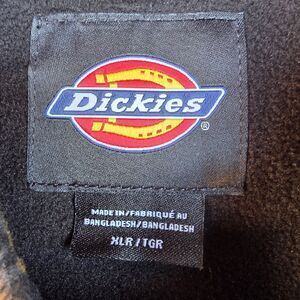 Dickies
®
MADE IN/FABRIQUÉ AU
BANGLADESH/BANGLADESH
XLR / TGR